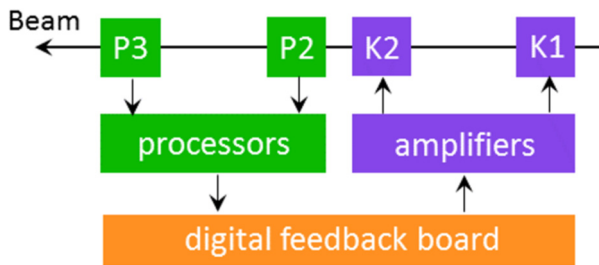 Beam
P3 P2 K2 K1
processors amplifiers
digital feedback board